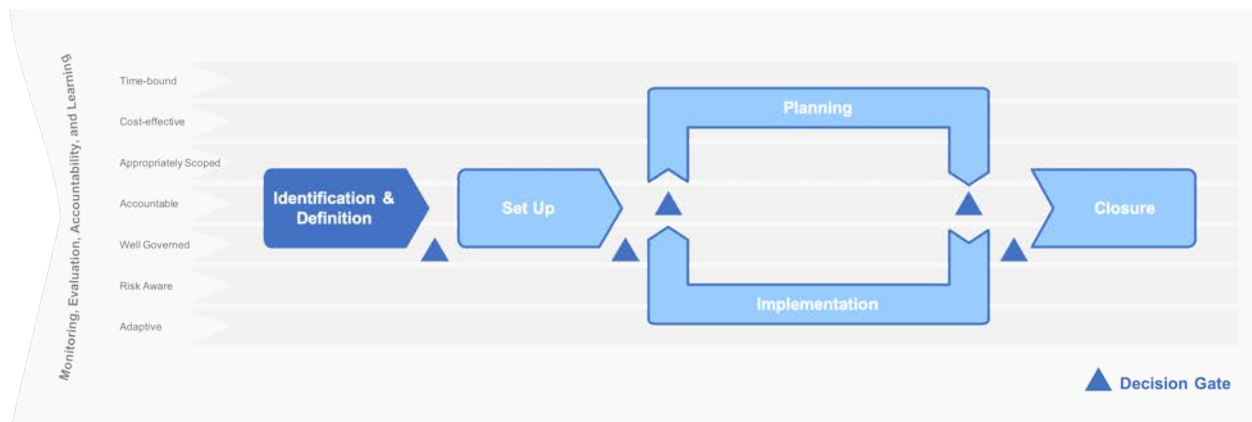 Monitoring, Evaluation, Accountability, and Learning
Time-bound
Cost-effective
Appropriately Scoped
Accountable
Well Governed
Risk Aware
Adaptive
Identification &
Definition
Set Up
Planning
Implementation
Closure
Decision Gate